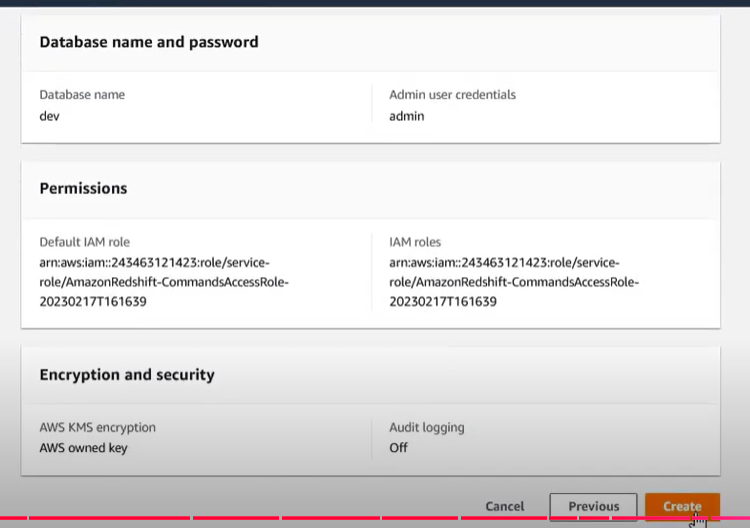 Database name and password
Database name
dev
Admin user credentials
admin
Permissions
Default IAM role
arn:aws:iam::243463121423:role/service-
role/AmazonRedshift-CommandsAccessRole-
20230217T161639
IAM roles
arn:aws:iam::243463121423:role/service-
role/AmazonRedshift-CommandsAccessRole-
20230217T161639
Encryption and security
AWS KMS encryption
AWS owned key
Audit logging
Off
Cancel
Previous
Create